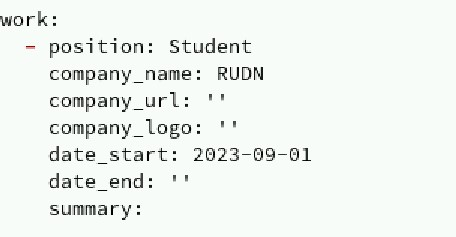 work:
  - position: Student
    company_name: RUDN
    company_url: ''
    company_logo: ''
    date_start: 2023-09-01
    date_end: ''
    summary: